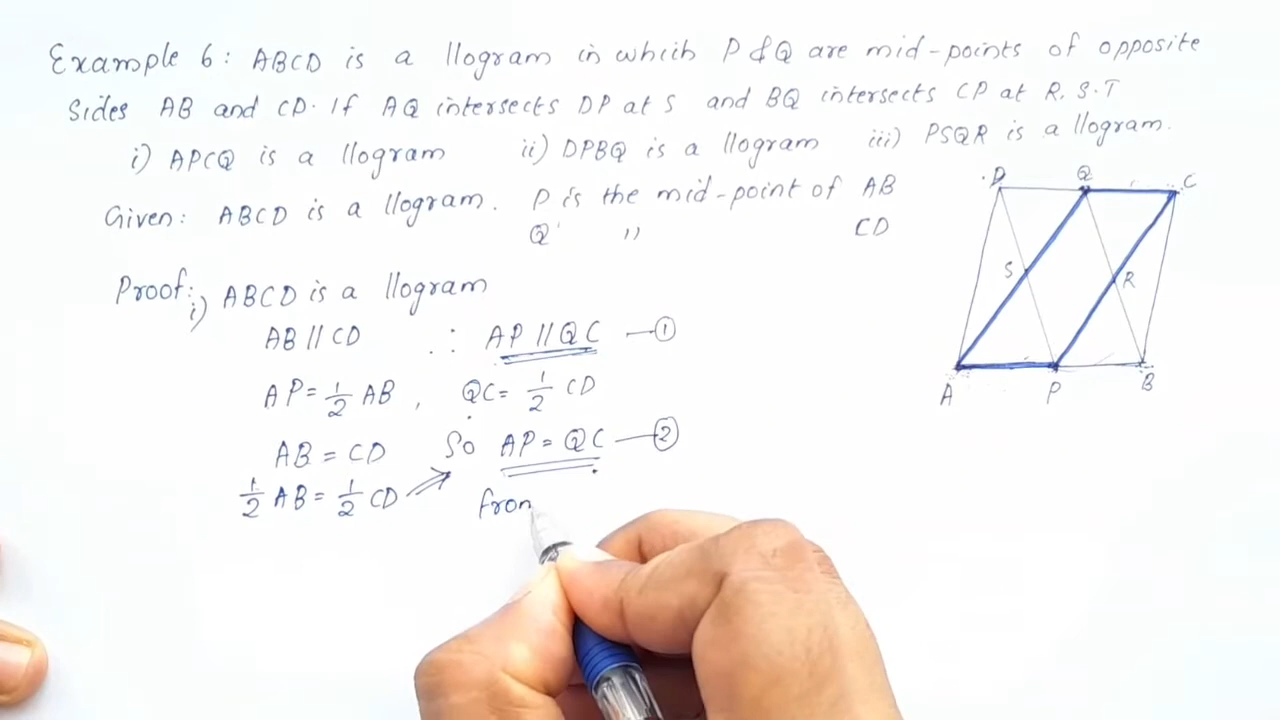 Example 6: ABCD is a llogram in which P & Q are mid-points of opposite
sides AB and CD. If AQ intersects DP at S and BQ intersects CP at R. S.T
i) APCQ is a llogram ii) DPBQ is a llogram iii) PSQR is a llogram.
Given: ABCD is a llogram. P is the mid-point of AB
Q " CD
Proof: i) ABCD is a llogram
AB // CD ∴ AP // QC — ①
AP = 1/2 AB , QC = 1/2 CD
AB = CD So AP = QC — ②
1/2 AB = 1/2 CD
from
D Q C
S R
A P B